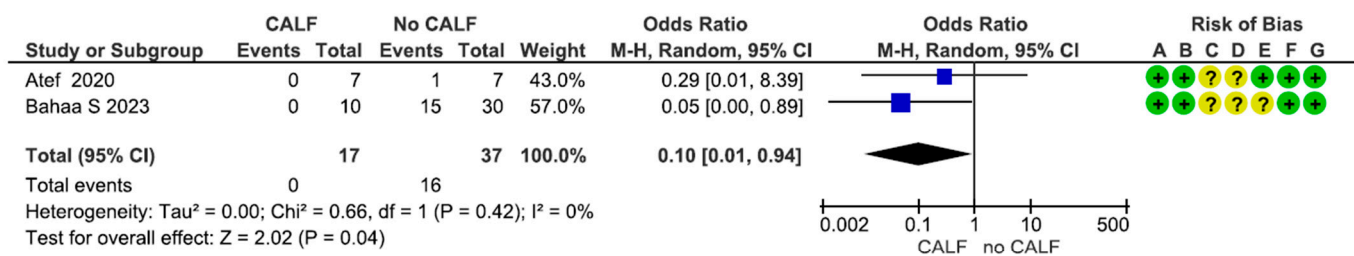 CALF No CALF Odds Ratio Odds Ratio Risk of Bias
Study or Subgroup Events Total Events Total Weight M-H, Random, 95% CI M-H, Random, 95% CI A B C D E F G
Atef 2020 0 7 1 7 43.0% 0.29 [0.01, 8.39] + + ? ? + + +
Bahaa S 2023 0 10 15 30 57.0% 0.05 [0.00, 0.89] + + ? ? ? + +
Total (95% CI) 17 37 100.0% 0.10 [0.01, 0.94]
Total events 0 16
Heterogeneity: Tau² = 0.00; Chi² = 0.66, df = 1 (P = 0.42); I² = 0%
Test for overall effect: Z = 2.02 (P = 0.04)
0.002 0.1 1 10 500
CALF no CALF